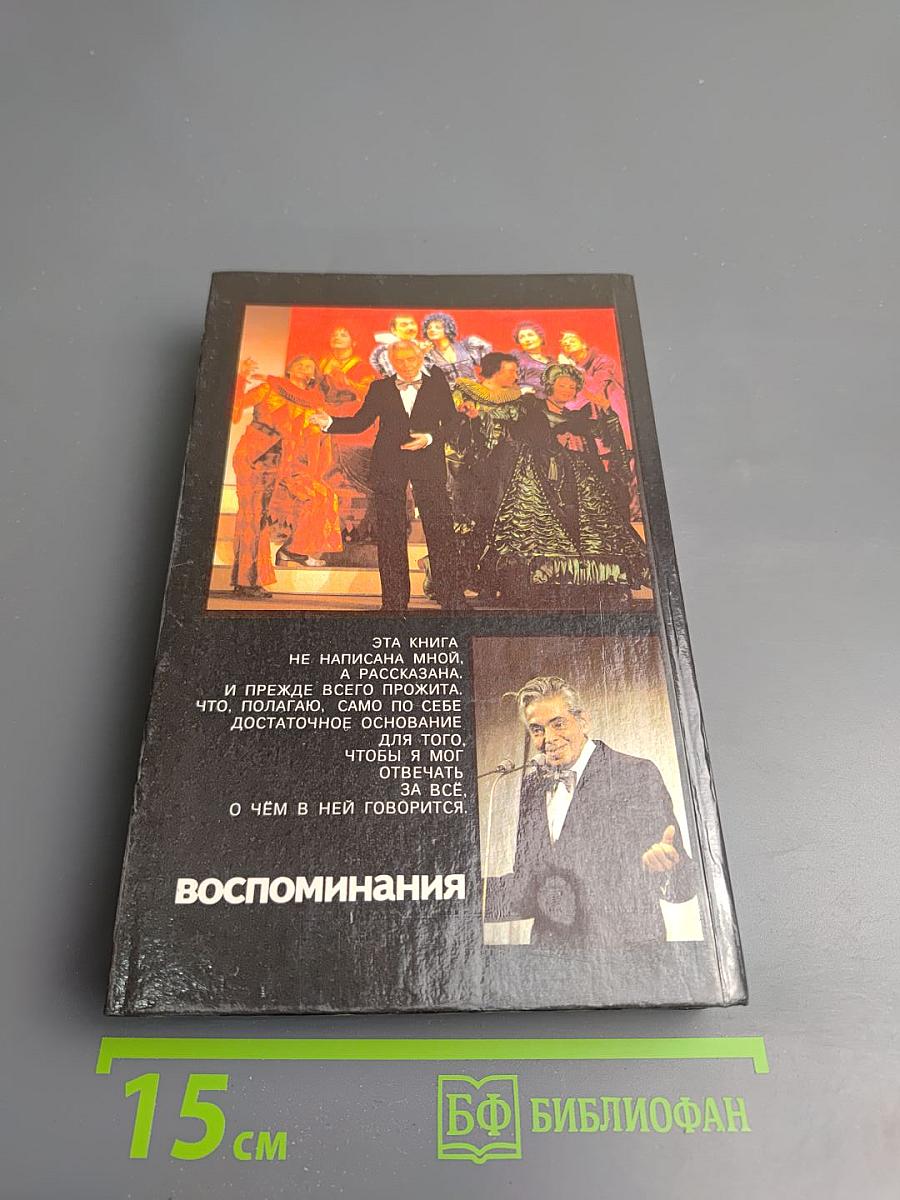 ЭТА КНИГА
НЕ НАПИСАНА МНОЙ,
А РАССКАЗАНА.
И ПРЕЖДЕ ВСЕГО ПРОЖИТА.
ЧТО, ПОЛАГАЮ, САМО ПО СЕБЕ
ДОСТАТОЧНОЕ ОСНОВАНИЕ
ДЛЯ ТОГО,
ЧТОБЫ Я МОГ
ОТВЕЧАТЬ
ЗА ВСЁ,
О ЧЁМ В НЕЙ ГОВОРИТСЯ.
воспоминания
15 см
БФ БИБЛИОФАН